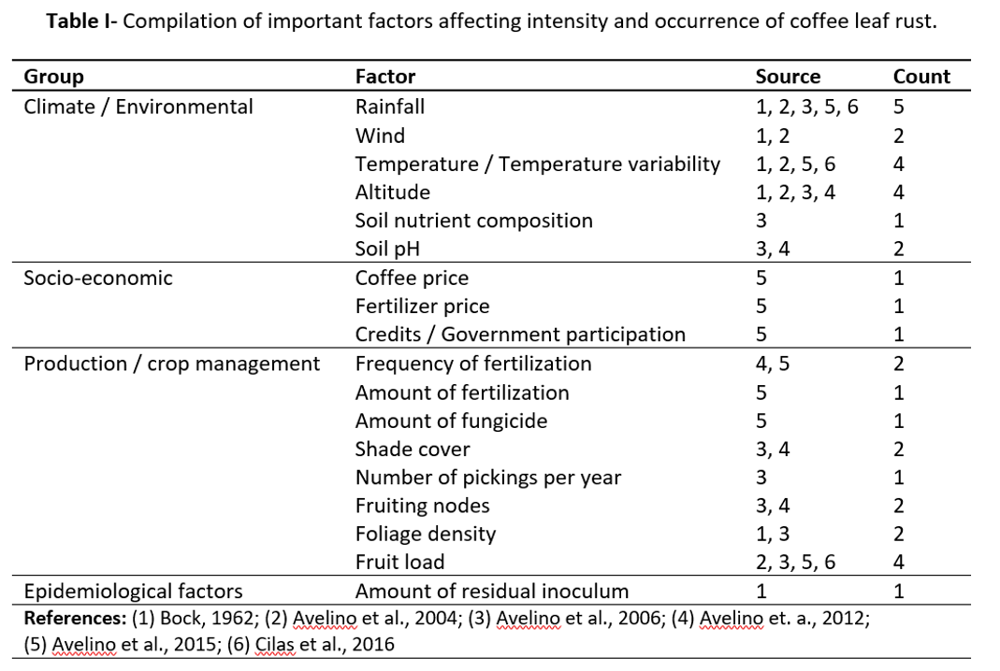 Table I- Compilation of important factors affecting intensity and occurrence of coffee leaf rust.
Group Factor Source Count
Climate / Environmental Rainfall 1, 2, 3, 5, 6 5
Wind 1, 2 2
Temperature / Temperature variability 1, 2, 5, 6 4
Altitude 1, 2, 3, 4 4
Soil nutrient composition 3 1
Soil pH 3, 4 2
Socio-economic Coffee price 5 1
Fertilizer price 5 1
Credits / Government participation 5 1
Production / crop management Frequency of fertilization 4, 5 2
Amount of fertilization 5 1
Amount of fungicide 5 1
Shade cover 3, 4 2
Number of pickings per year 3 1
Fruiting nodes 3, 4 2
Foliage density 1, 3 2
Fruit load 2, 3, 5, 6 4
Epidemiological factors Amount of residual inoculum 1 1
References: (1) Bock, 1962; (2) Avelino et al., 2004; (3) Avelino et al., 2006; (4) Avelino et. a., 2012;
(5) Avelino et al., 2015; (6) Cilas et al., 2016